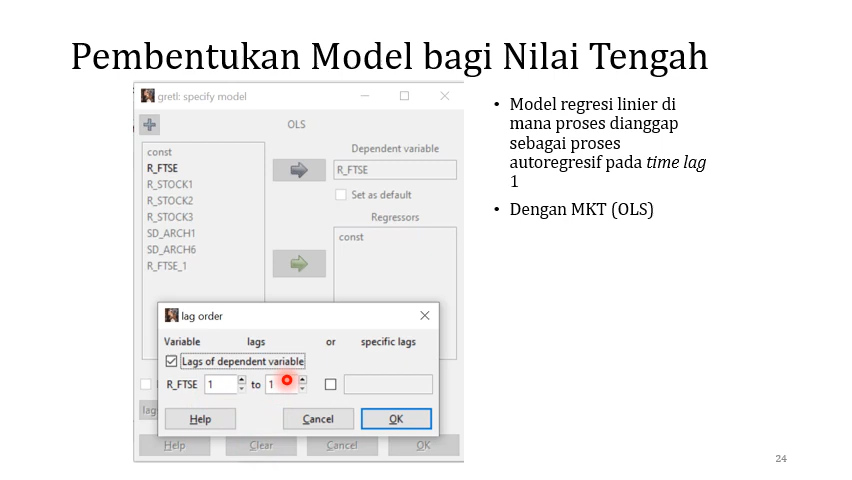 Pembentukan Model bagi Nilai Tengah
gretl: specify model
OLS
const
R_FTSE
R_STOCK1
R_STOCK2
R_STOCK3
SD_ARCH1
SD_ARCH6
R_FTSE_1
Dependent variable
R_FTSE
Set as default
Regressors
const
lag order
Variable lags or specific lags
Lags of dependent variable
R_FTSE 1 to 1
Help Cancel OK
lag
Help Clear Cancel OK
• Model regresi linier di
mana proses dianggap
sebagai proses
autoregresif pada time lag
1
• Dengan MKT (OLS)
24